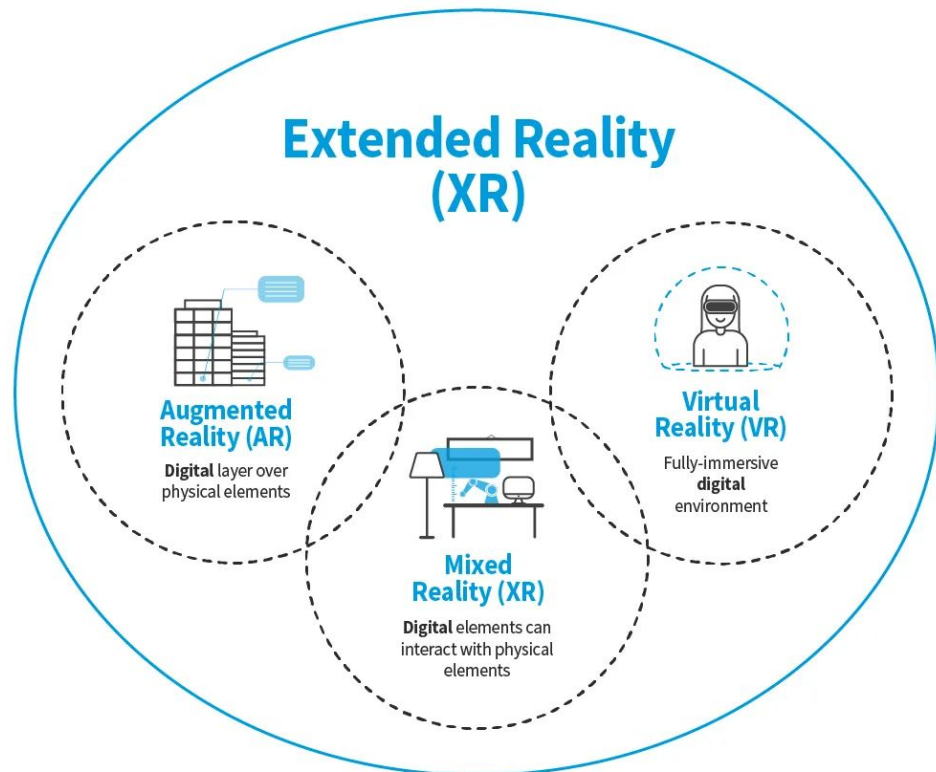 Extended Reality
(XR)
Augmented
Reality (AR)
Digital layer over
physical elements
Virtual
Reality (VR)
Fully-immersive
digital
environment
Mixed
Reality (XR)
Digital elements can
interact with physical
elements